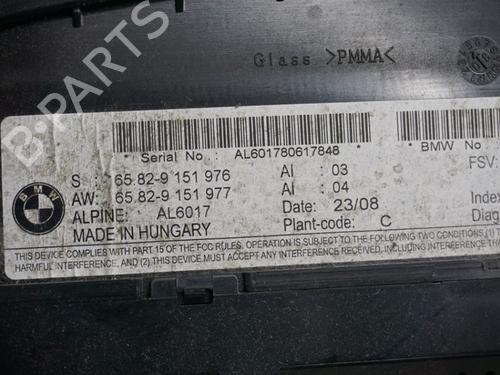 Glass >PMMA<
B-PARTS
* Serial No : AL601780617848 * BMW No :
S : 65.82-9 151 976 AI : 03 FSV:
AW: 65.82-9 151 977 AI : 04
ALPINE: AL6017 Date: 23/08 Index
MADE IN HUNGARY Plant-code: C Diag
BMW
THIS DEVICE COMPLIES WITH PART 15 OF THE FCC RULES. OPERATION IS SUBJECT TO THE FOLLOWING TWO CONDITIONS, (1) T
HARMFUL INTERFERENCE, AND (2) THIS DEVICE MUST ACCEPT ANY INTERFERENCE RECEIVED, INCLUDING INTERFERENCE